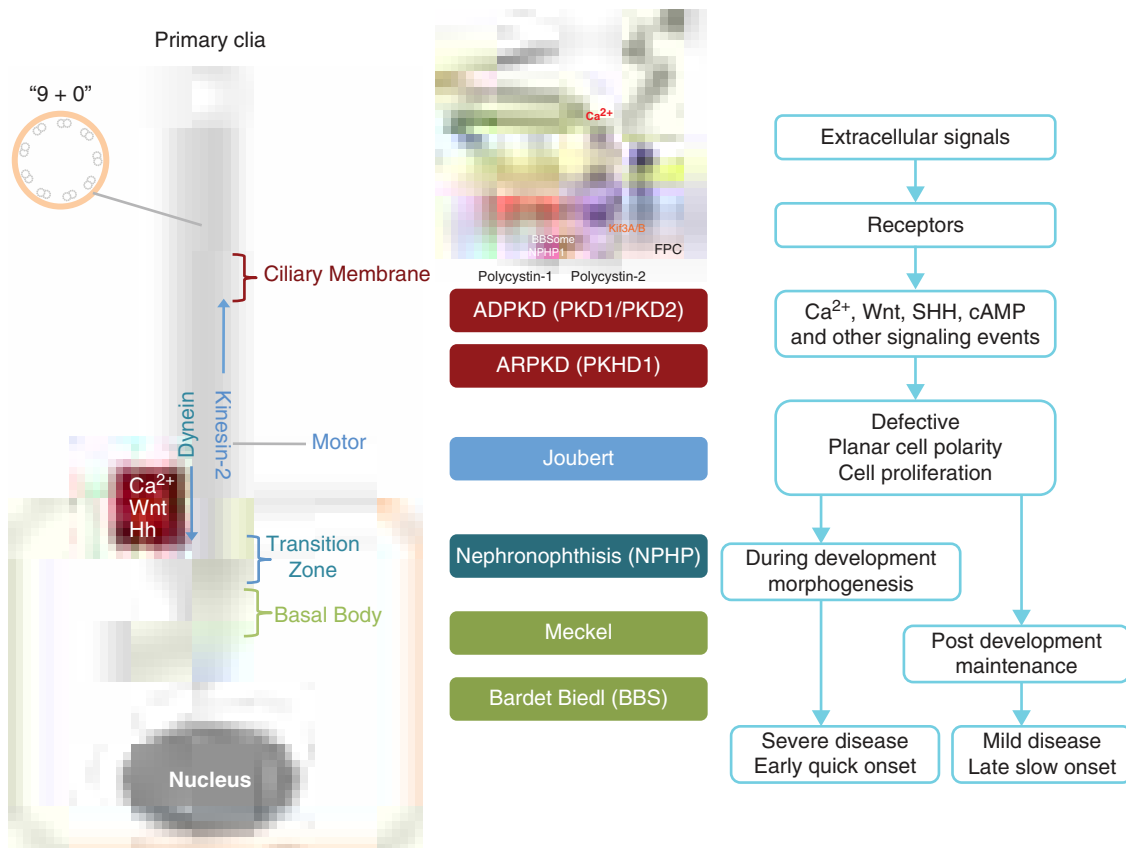 Primary clia
“9 + 0”
Ciliary Membrane
Dynein
Kinesin-2
Motor
Ca2+
Wnt
Hh
Transition
Zone
Basal Body
Nucleus
Ca2+
Kif3A/B
BBSome
NPHP1
FPC
Polycystin-1
Polycystin-2
ADPKD (PKD1/PKD2)
ARPKD (PKHD1)
Joubert
Nephronophthisis (NPHP)
Meckel
Bardet Biedl (BBS)
Extracellular signals
Receptors
Ca2+, Wnt, SHH, cAMP
and other signaling events
Defective
Planar cell polarity
Cell proliferation
During development
morphogenesis
Post development
maintenance
Severe disease
Early quick onset
Mild disease
Late slow onset